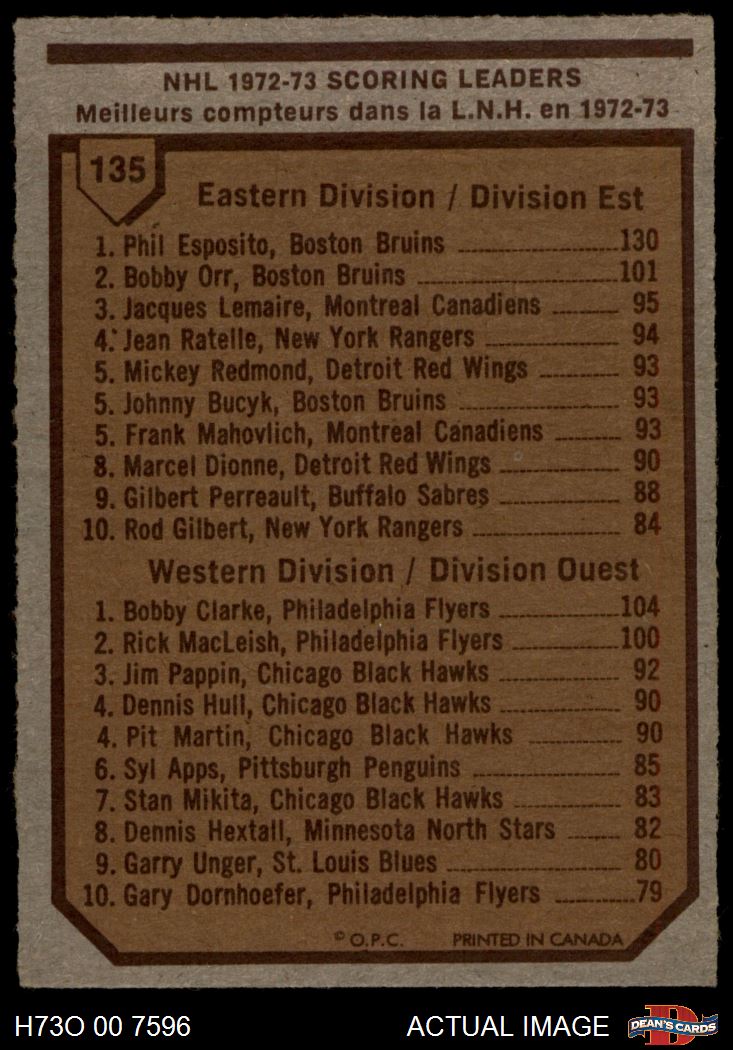 NHL 1972-73 SCORING LEADERS
Meilleurs compteurs dans la L.N.H. en 1972-73
135
Eastern Division / Division Est
1. Phil Esposito, Boston Bruins 130
2. Bobby Orr, Boston Bruins 101
3. Jacques Lemaire, Montreal Canadiens 95
4. Jean Ratelle, New York Rangers 94
5. Mickey Redmond, Detroit Red Wings 93
5. Johnny Bucyk, Boston Bruins 93
5. Frank Mahovlich, Montreal Canadiens 93
8. Marcel Dionne, Detroit Red Wings 90
9. Gilbert Perreault, Buffalo Sabres 88
10. Rod Gilbert, New York Rangers 84
Western Division / Division Ouest
1. Bobby Clarke, Philadelphia Flyers 104
2. Rick MacLeish, Philadelphia Flyers 100
3. Jim Pappin, Chicago Black Hawks 92
4. Dennis Hull, Chicago Black Hawks 90
4. Pit Martin, Chicago Black Hawks 90
6. Syl Apps, Pittsburgh Penguins 85
7. Stan Mikita, Chicago Black Hawks 83
8. Dennis Hextall, Minnesota North Stars 82
9. Garry Unger, St. Louis Blues 80
10. Gary Dornhoefer, Philadelphia Flyers 79
© O.P.C. PRINTED IN CANADA
H73O 00 7596 ACTUAL IMAGE D DEAN'S CARDS